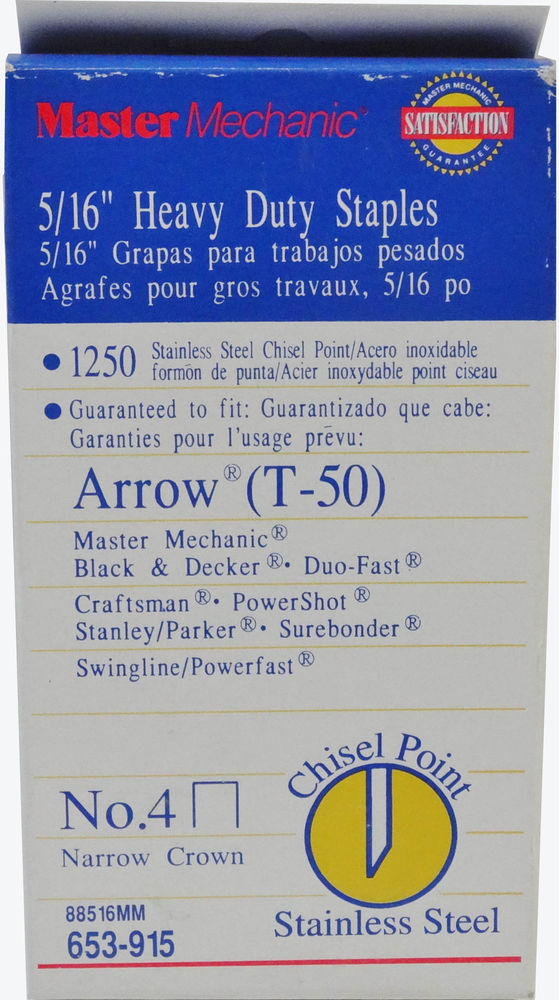 Master Mechanic
MASTER MECHANIC
SATISFACTION
GUARANTEE
5/16" Heavy Duty Staples
5/16" Grapas para trabajos pesados
Agrafes pour gros travaux, 5/16 po
• 1250 Stainless Steel Chisel Point/Acero inoxidable
formón de punta/Acier inoxydable point ciseau
• Guaranteed to fit: Guarantizado que cabe:
Garanties pour l'usage prēvu:
Arrow® (T-50)
Master Mechanic®
Black & Decker®• Duo-Fast®
Craftsman®• PowerShot®
Stanley/Parker®• Surebonder®
Swingline/Powerfast®
Chisel Point
No.4
Narrow Crown
Stainless Steel
88516MM
653-915